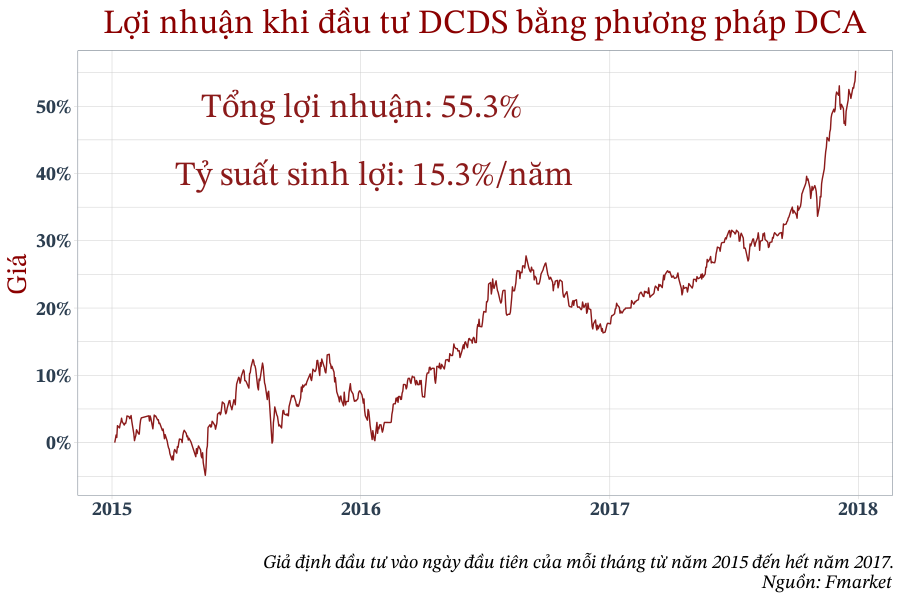 Lợi nhuận khi đầu tư DCDS bằng phương pháp DCA
Tổng lợi nhuận: 55.3%
Tỷ suất sinh lợi: 15.3%/năm
Giá
50%
40%
30%
20%
10%
0%
2015 2016 2017 2018
Giả định đầu tư vào ngày đầu tiên của mỗi tháng từ năm 2015 đến hết năm 2017.
Nguồn: Fmarket